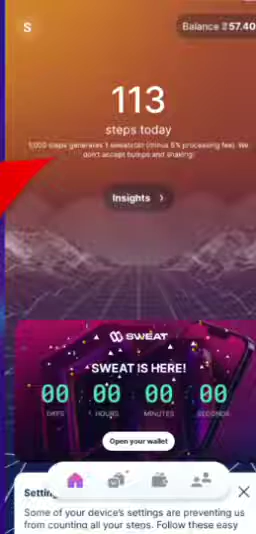 S
Balance 57.40
113
steps today
1,000 steps generates 1 sweatcoin (minus 5% processing fee). We
don't accept bumps and shaking!
Insights >
SWEAT
SWEAT IS HERE!
00 : 00 : 00 : 00
DAYS HOURS MINUTES SECONDS
Open your wallet
Setting
Some of your device's settings are preventing us
from counting all your steps. Follow these easy